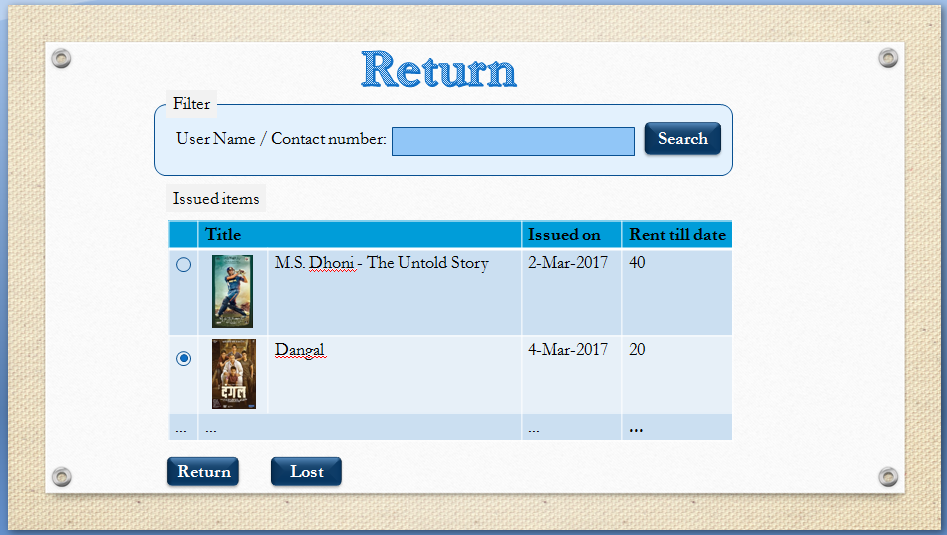 Return
Filter
User Name / Contact number:
Search
Issued items
Title Issued on Rent till date
M.S. Dhoni - The Untold Story 2-Mar-2017 40
Dangal 4-Mar-2017 20
दंगल
... ... ... ...
Return Lost